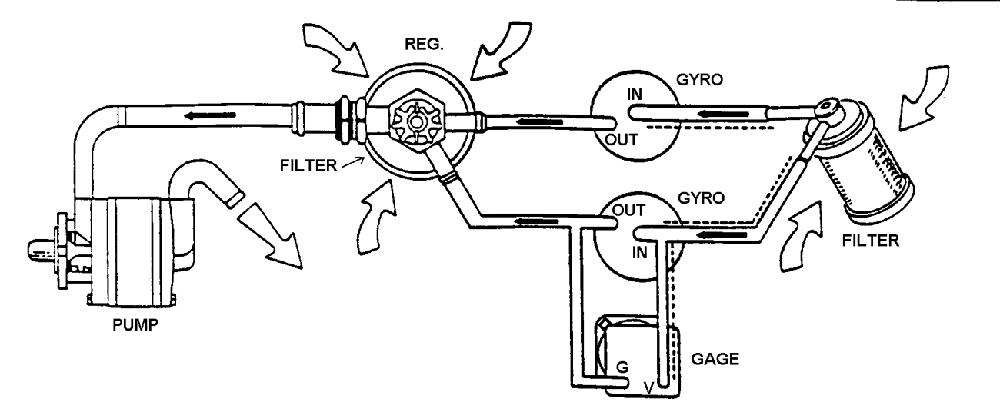 REG.
GYRO
IN
OUT
FILTER
GYRO
OUT
IN
FILTER
PUMP
GAGE
G
V